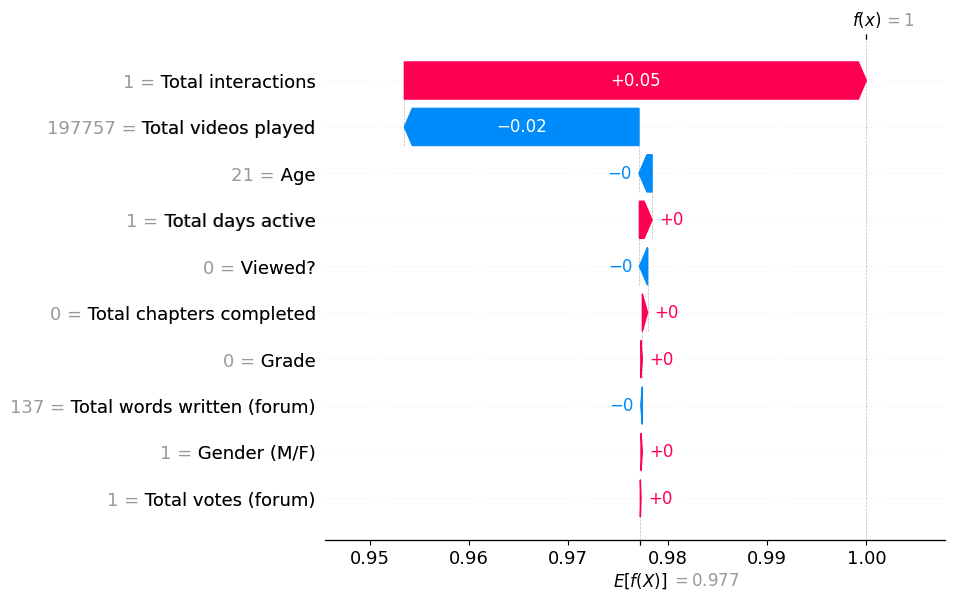 f(x) = 1
1 = Total interactions
+0.05
197757 = Total videos played
−0.02
21 = Age
−0
1 = Total days active
+0
0 = Viewed?
−0
0 = Total chapters completed
+0
0 = Grade
+0
137 = Total words written (forum)
−0
1 = Gender (M/F)
+0
1 = Total votes (forum)
+0
0.95 0.96 0.97 0.98 0.99 1.00
E[f(X)] = 0.977